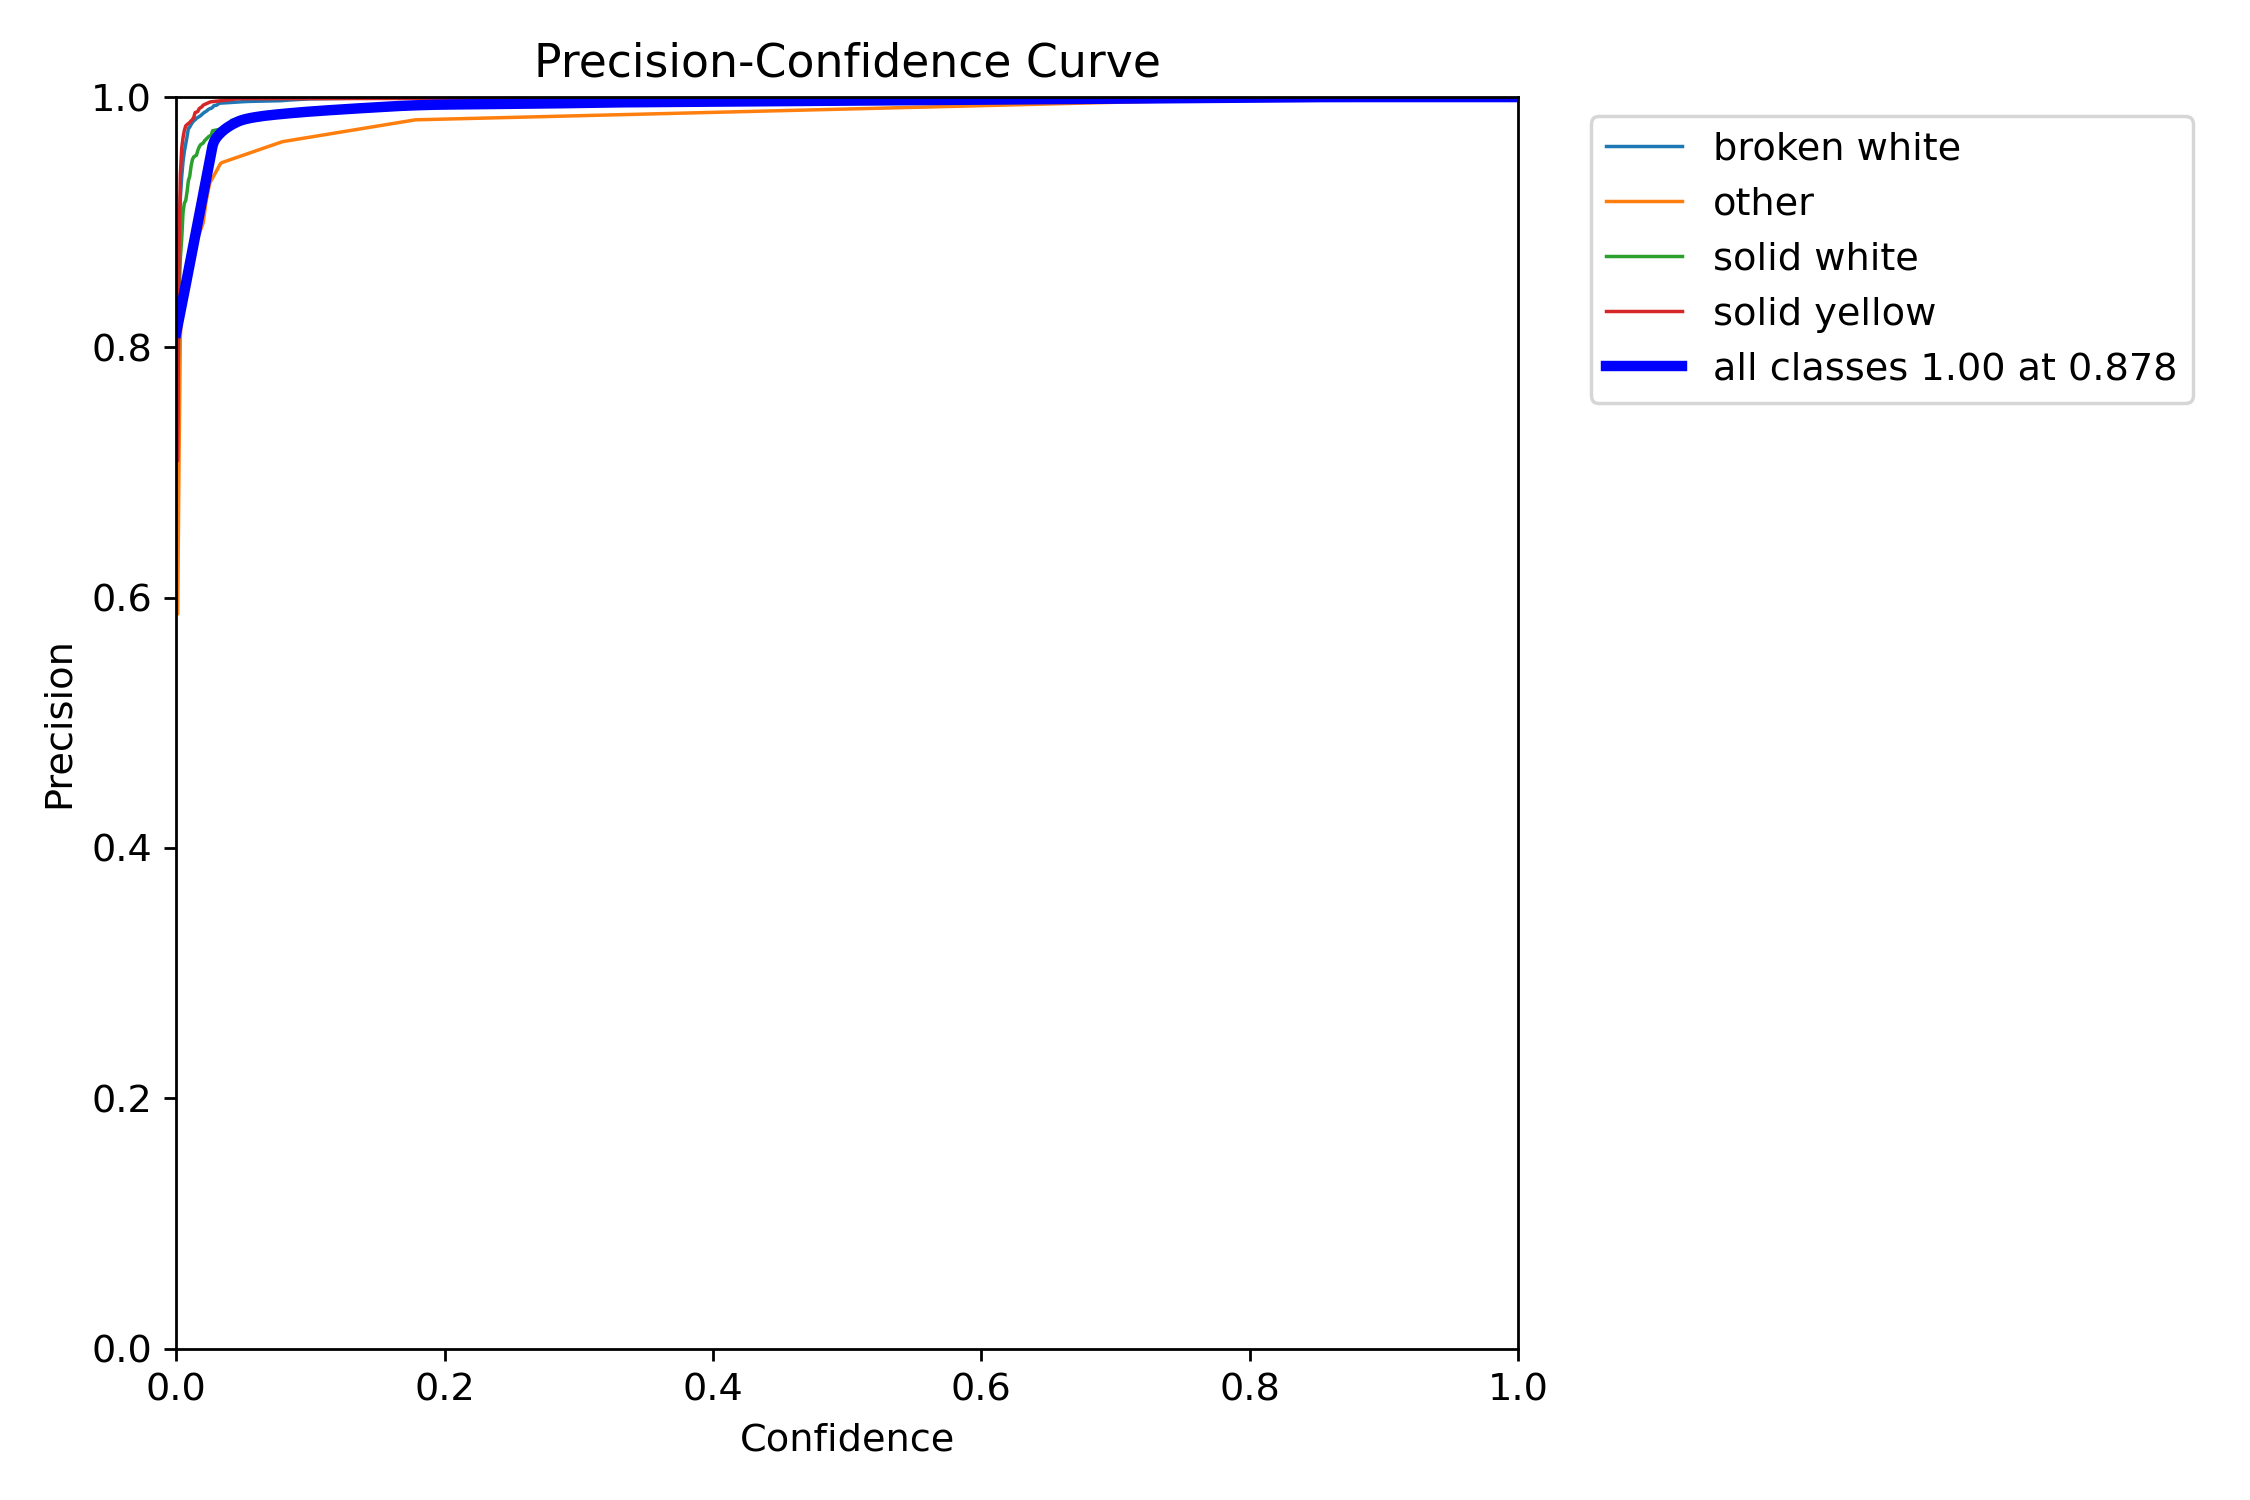 Precision-Confidence Curve
1.0
0.8
0.6
0.4
0.2
0.0
Precision
0.0 0.2 0.4 0.6 0.8 1.0
Confidence
broken white
other
solid white
solid yellow
all classes 1.00 at 0.878